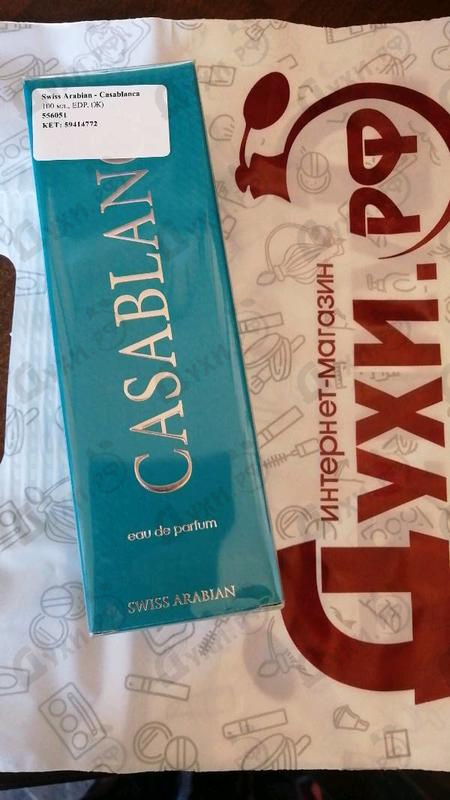 Swiss Arabian - Casablanca
100 мл., EDP, (Ж)
556051
КЕТ: 59414772
CASABLANC
eau de parfum
SWISS ARABIAN
ДУХИ.РФ
интернет-магазин